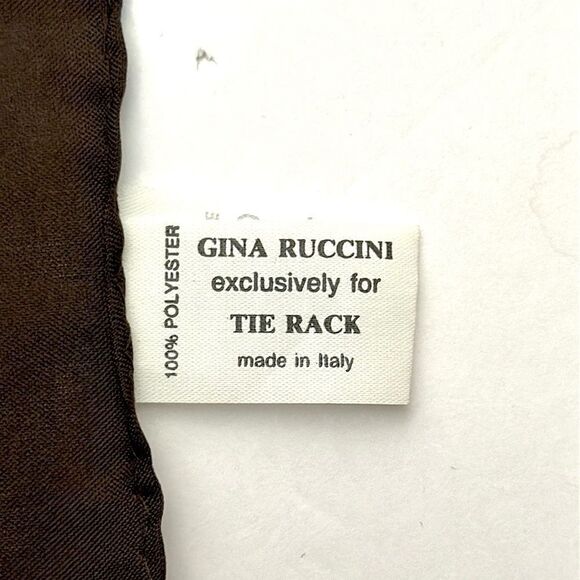 100% POLYESTER
GINA RUCCINI
exclusively for
TIE RACK
made in Italy